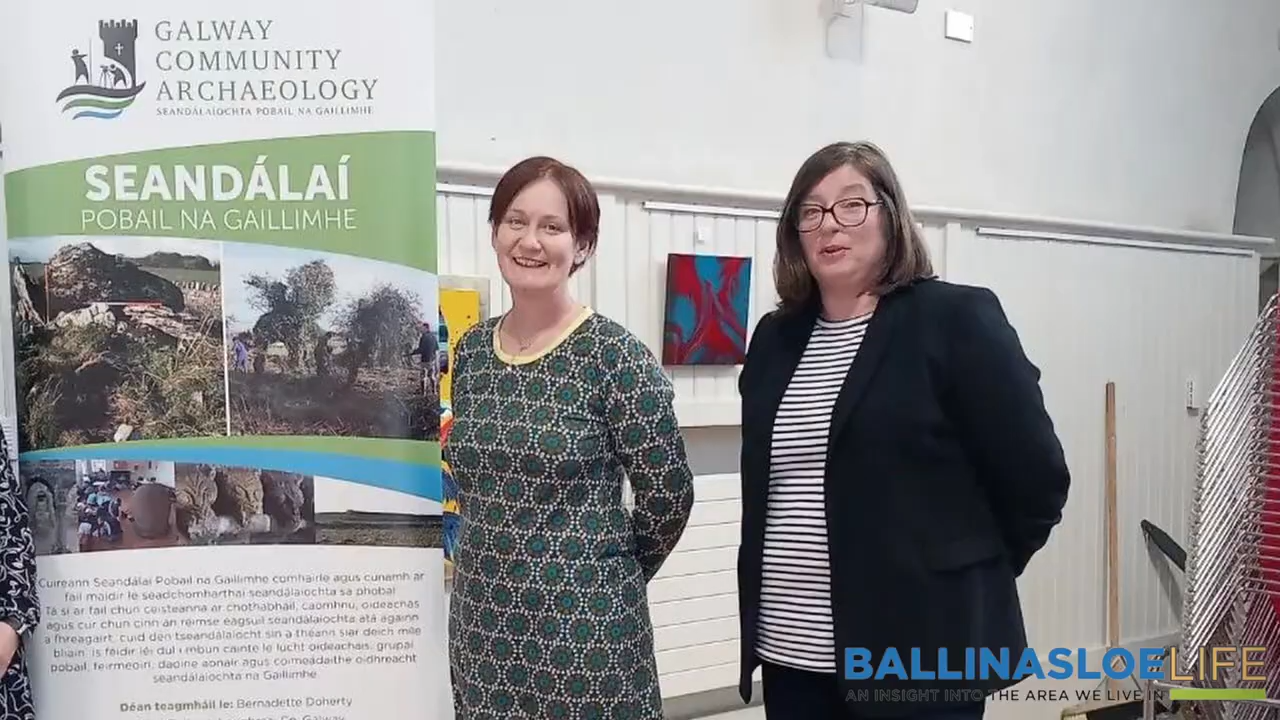 GALWAY
COMMUNITY
ARCHAEOLOGY
SEANDÁLAÍOCHTA POBAIL NA GAILLIMHE
SEANDÁLAÍ
POBAIL NA GAILLIMHE
Cuireann Seandálaí Pobail na Gaillimhe comhairle agus cúnamh ar
fáil maidir le séadchomharthaí seandálaíochta sa phobal
Tá sí ar fáil chun ceisteanna ar chothabháil, caomhnú, oideachas
agus cur chun cinn an réimse éagsúil seandálaíochta atá againn
a fhreagairt, cuid den tseandálaíocht sin a théann siar deich míle
bliain. Is féidir léi dul i mbun cainte le lucht oideachais, grúpaí
pobail, feirmeoirí, daoine aonair agus coimeádaithe oidhreacht
seandálaíochta na Gaillimhe.
Déan teagmháil le: Bernadette Doherty
Co. Galway
BALLINASLOELIFE
AN INSIGHT INTO THE AREA WE LIVE IN